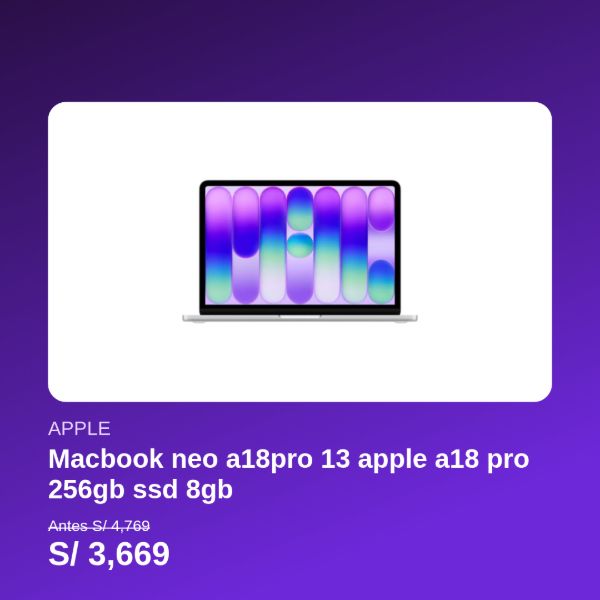 APPLE
Macbook neo a18pro 13 apple a18 pro
256gb ssd 8gb
Antes S/ 4,769
S/ 3,669